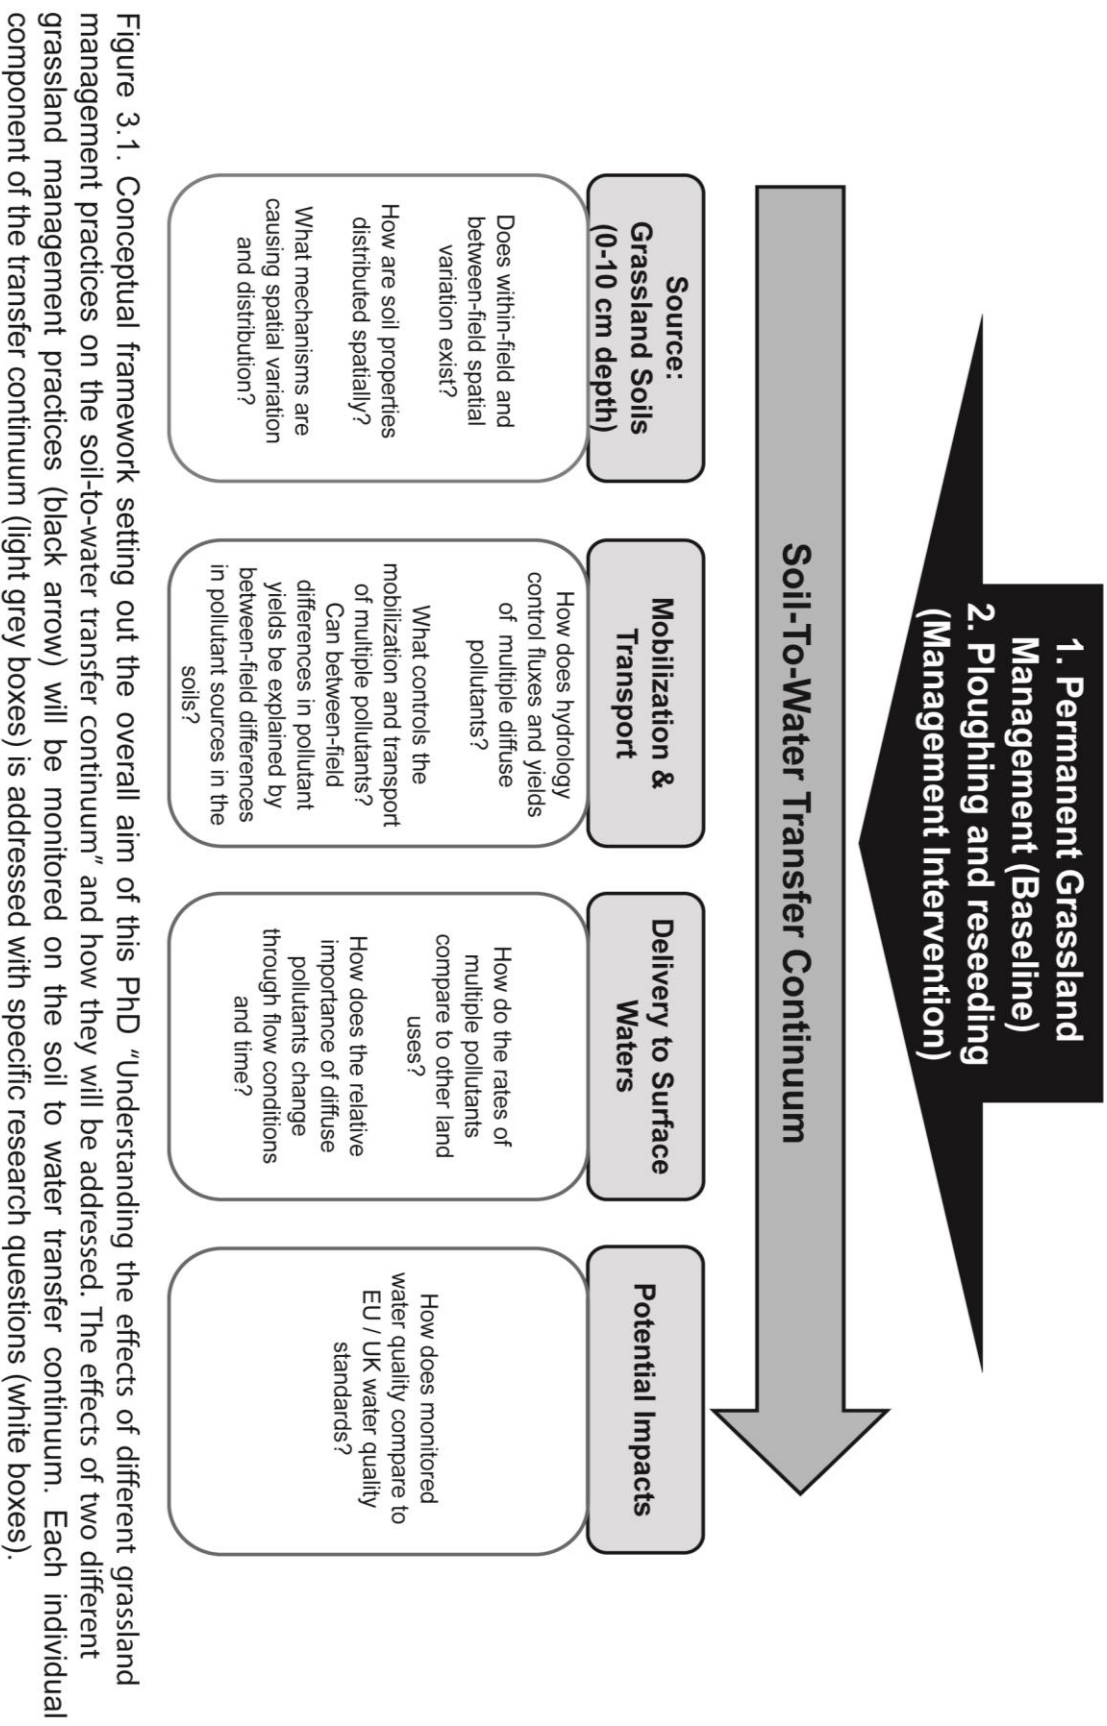 1. Permanent Grassland
Management (Baseline)
2. Ploughing and reseeding
(Management Intervention)
Soil-To-Water Transfer Continuum
Source:
Grassland Soils
(0-10 cm depth)
Does within-field and
between-field spatial
variation exist?
How are soil properties
distributed spatially?
What mechanisms are
causing spatial variation
and distribution?
Mobilization &
Transport
How does hydrology
control fluxes and yields
of multiple diffuse
pollutants?
What controls the
mobilization and transport
of multiple pollutants?
Can between-field
differences in pollutant
yields be explained by
between-field differences
in pollutant sources in the
soils?
Delivery to Surface
Waters
How do the rates of
multiple pollutants
compare to other land
uses?
How does the relative
importance of diffuse
pollutants change
through flow conditions
and time?
Potential Impacts
How does monitored
water quality compare to
EU / UK water quality
standards?
Figure 3.1. Conceptual framework setting out the overall aim of this PhD “Understanding the effects of different grassland
management practices on the soil-to-water transfer continuum” and how they will be addressed. The effects of two different
grassland management practices (black arrow) will be monitored on the soil to water transfer continuum. Each individual
component of the transfer continuum (light grey boxes) is addressed with specific research questions (white boxes).